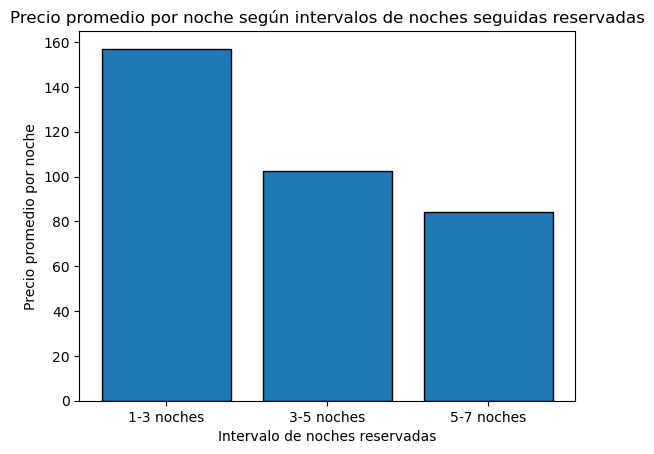 Precio promedio por noche según intervalos de noches seguidas reservadas
Precio promedio por noche
160
140
120
100
80
60
40
20
0
1-3 noches
3-5 noches
5-7 noches
Intervalo de noches reservadas